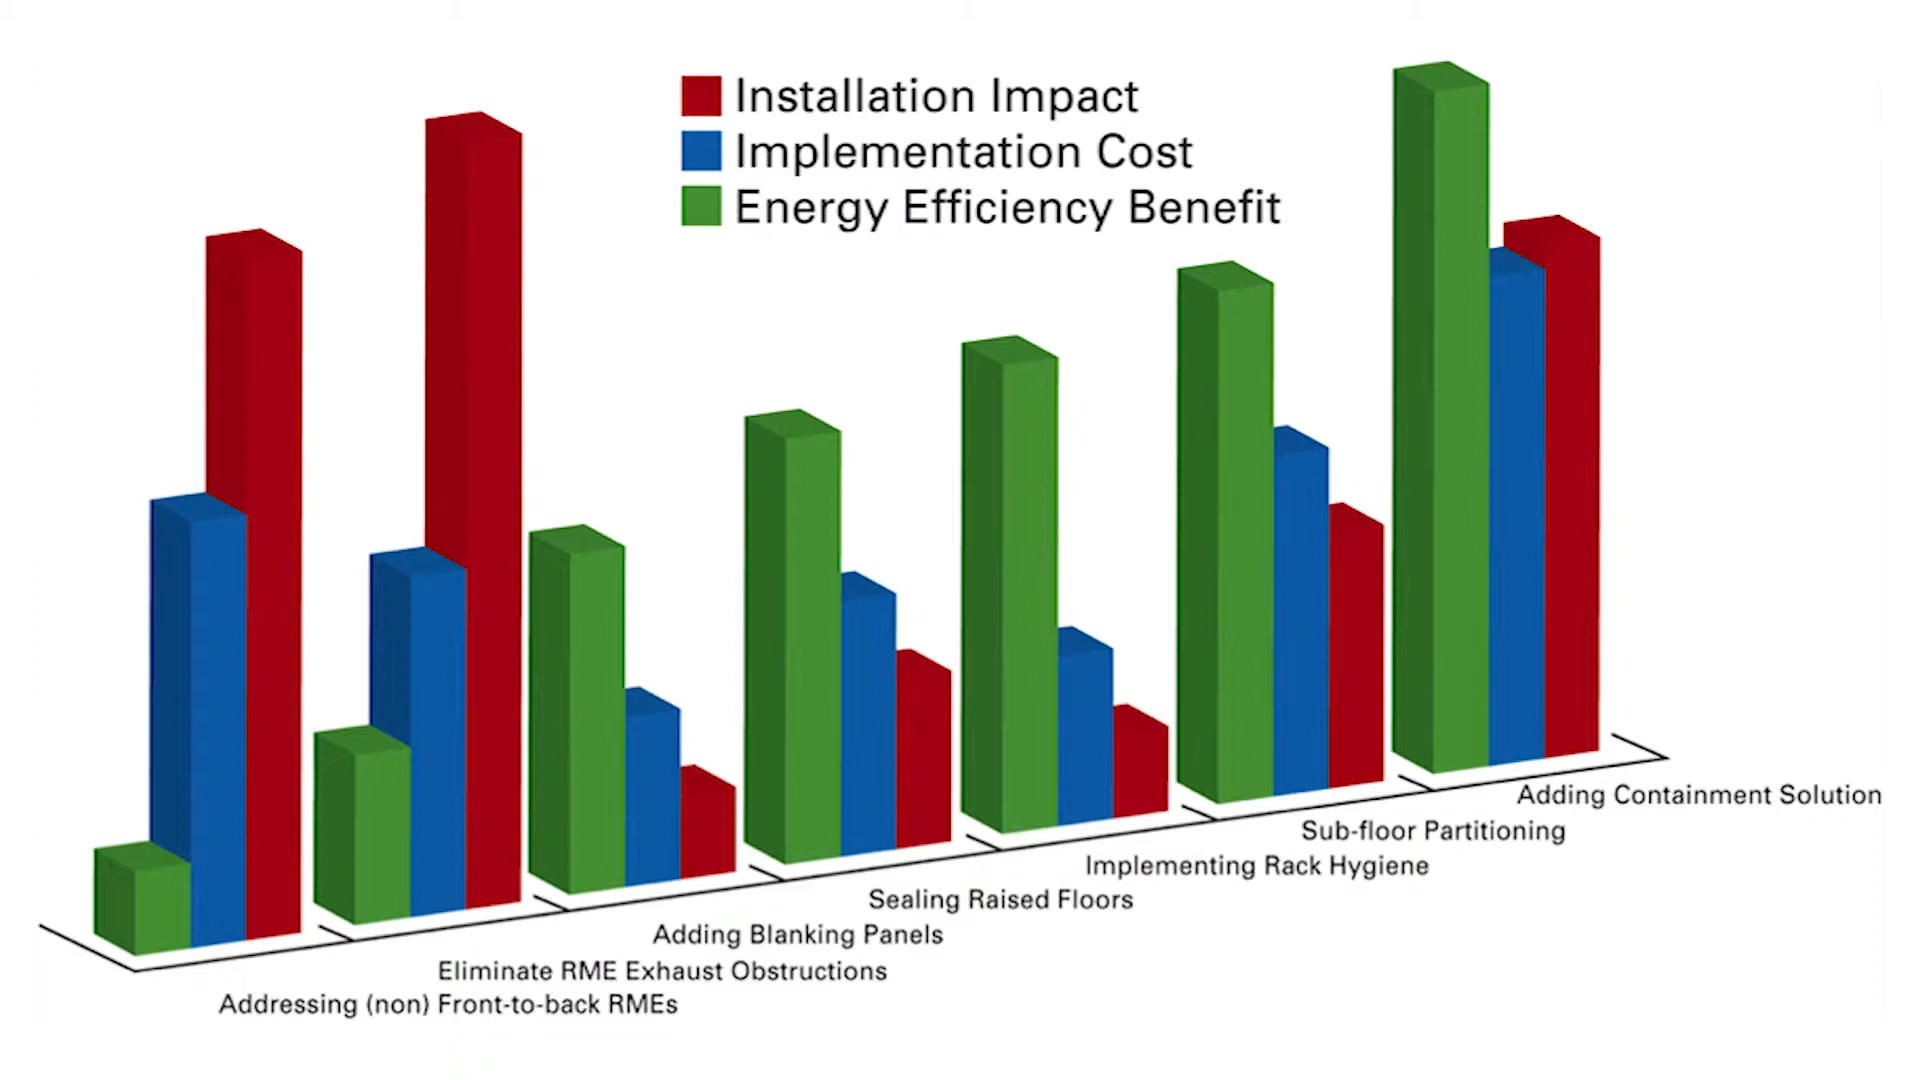 Installation Impact
Implementation Cost
Energy Efficiency Benefit
Adding Containment Solution
Sub-floor Partitioning
Implementing Rack Hygiene
Sealing Raised Floors
Adding Blanking Panels
Eliminate RME Exhaust Obstructions
Addressing (non) Front-to-back RMEs